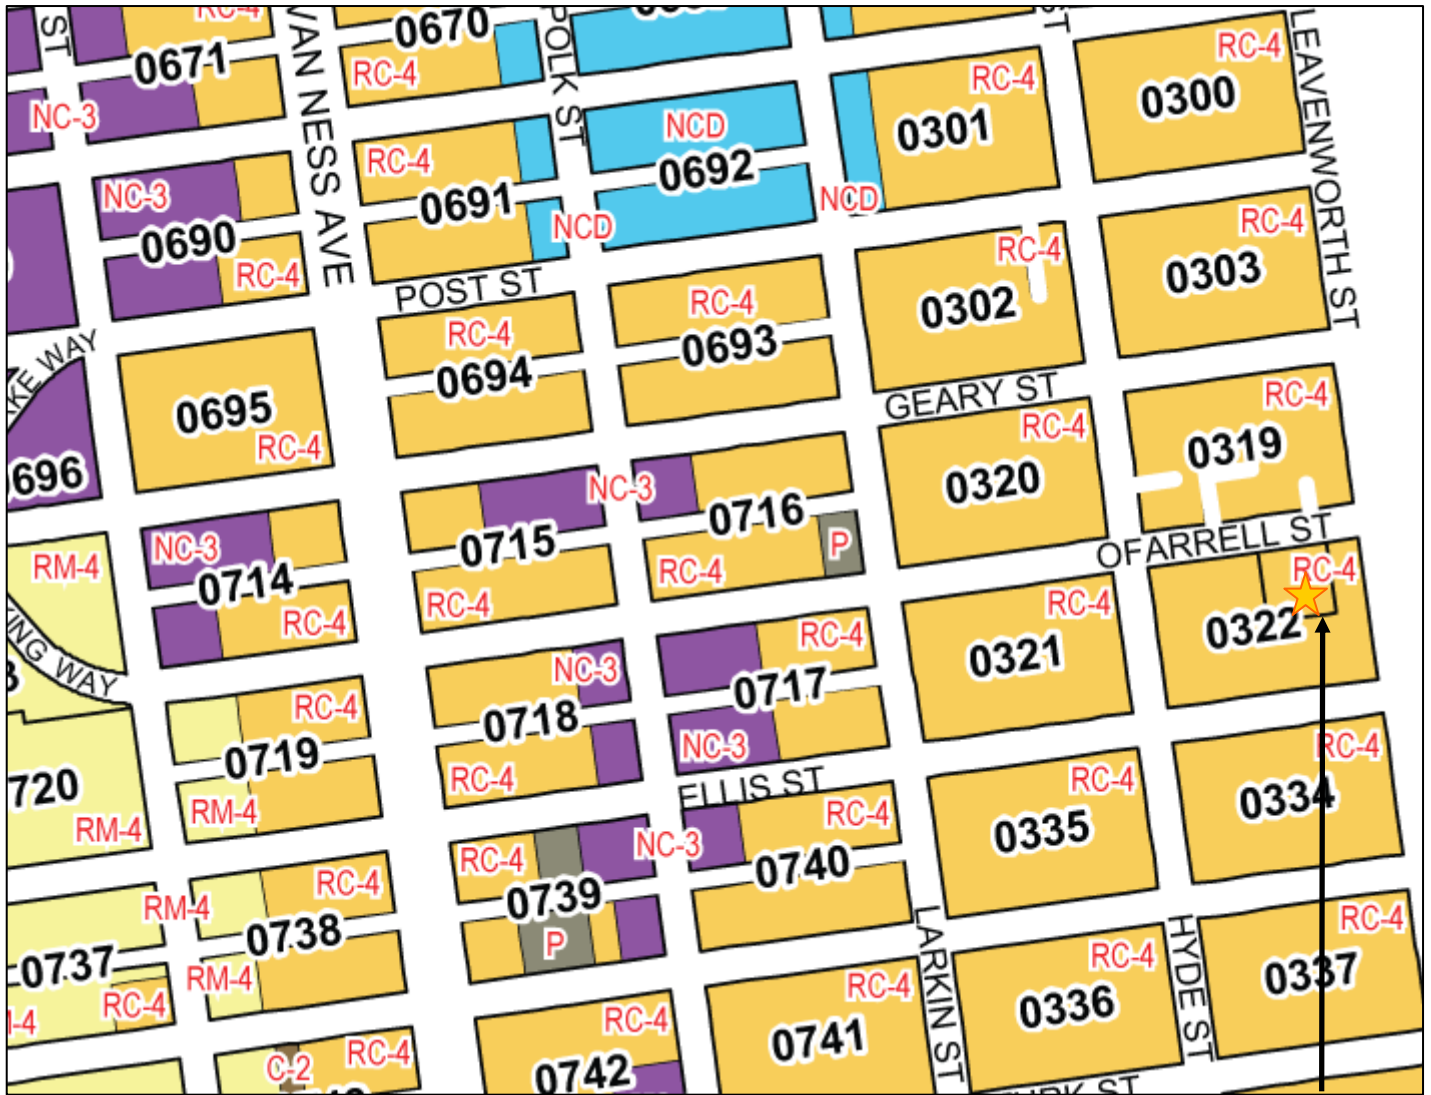 ST
RC-4
0671
NC-3
VAN NESS AVE
0670
RC-4
POLK ST
NCD
0692
RC-4
0301
NCD
ST
RC-4
0300
LEAVENWORTH ST
NC-3
0690
RC-4
RC-4
0691
NCD
POST ST
RC-4
0302
RC-4
0303
0695
RC-4
RC-4
0694
RC-4
0693
GEARY ST
RC-4
0320
RC-4
0319
OFARRELL ST
NC-3
0714
RC-4
0715
RC-4
NC-3
0716
RC-4
P
RC-4
0321
RC-4
0322
RM-4
RC-4
0719
RM-4
NC-3
0718
RC-4
RC-4
0717
NC-3
ELLIS ST
RC-4
0335
RC-4
0334
RM-4
RM-4
RC-4
0738
RM-4
RC-4
0739
P
NC-3
RC-4
0740
LARKIN ST
RC-4
0336
HYDE ST
RC-4
0337
0737
RC-4
C-2
RC-4
RC-4
0742
RC-4
0741